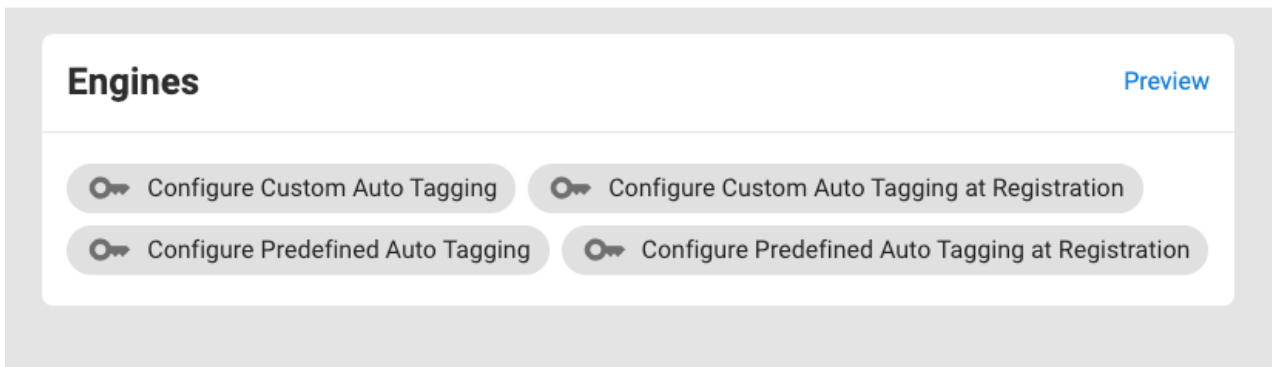 Engines
Preview
Configure Custom Auto Tagging
Configure Custom Auto Tagging at Registration
Configure Predefined Auto Tagging
Configure Predefined Auto Tagging at Registration